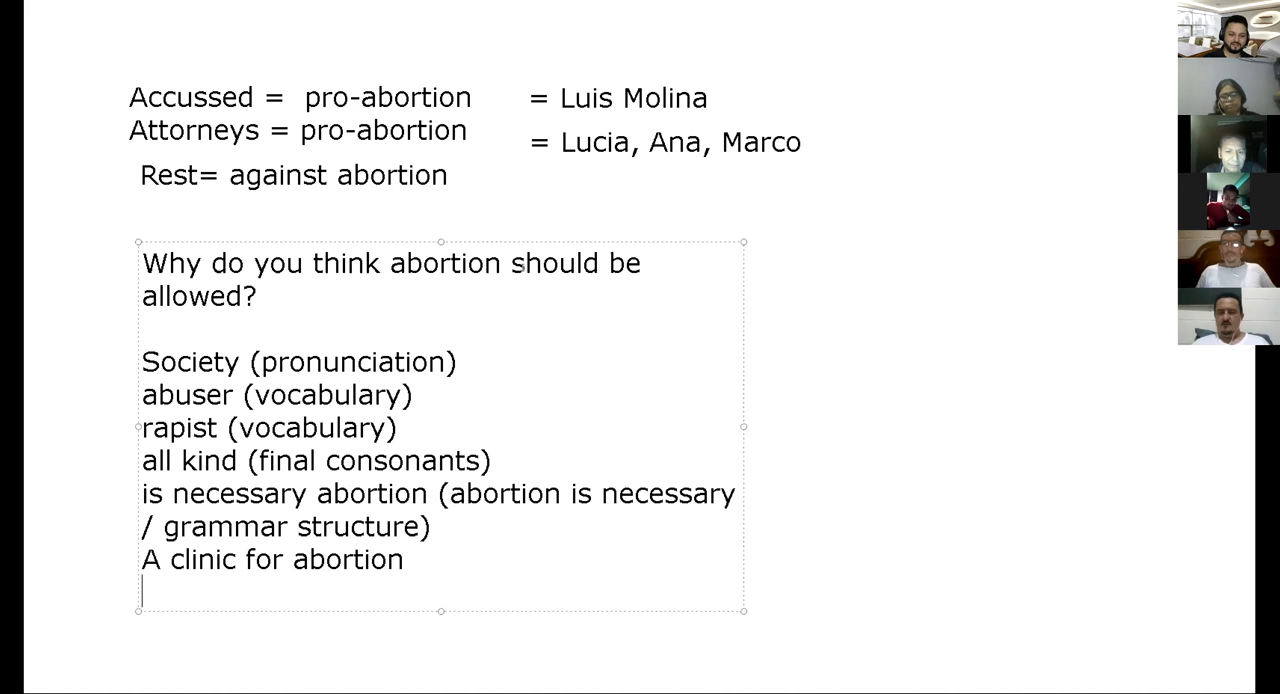 Accussed = pro-abortion = Luis Molina
Attorneys = pro-abortion
= Lucia, Ana, Marco
Rest= against abortion
Why do you think abortion should be
allowed?
Society (pronunciation)
abuser (vocabulary)
rapist (vocabulary)
all kind (final consonants)
is necessary abortion (abortion is necessary
/ grammar structure)
A clinic for abortion